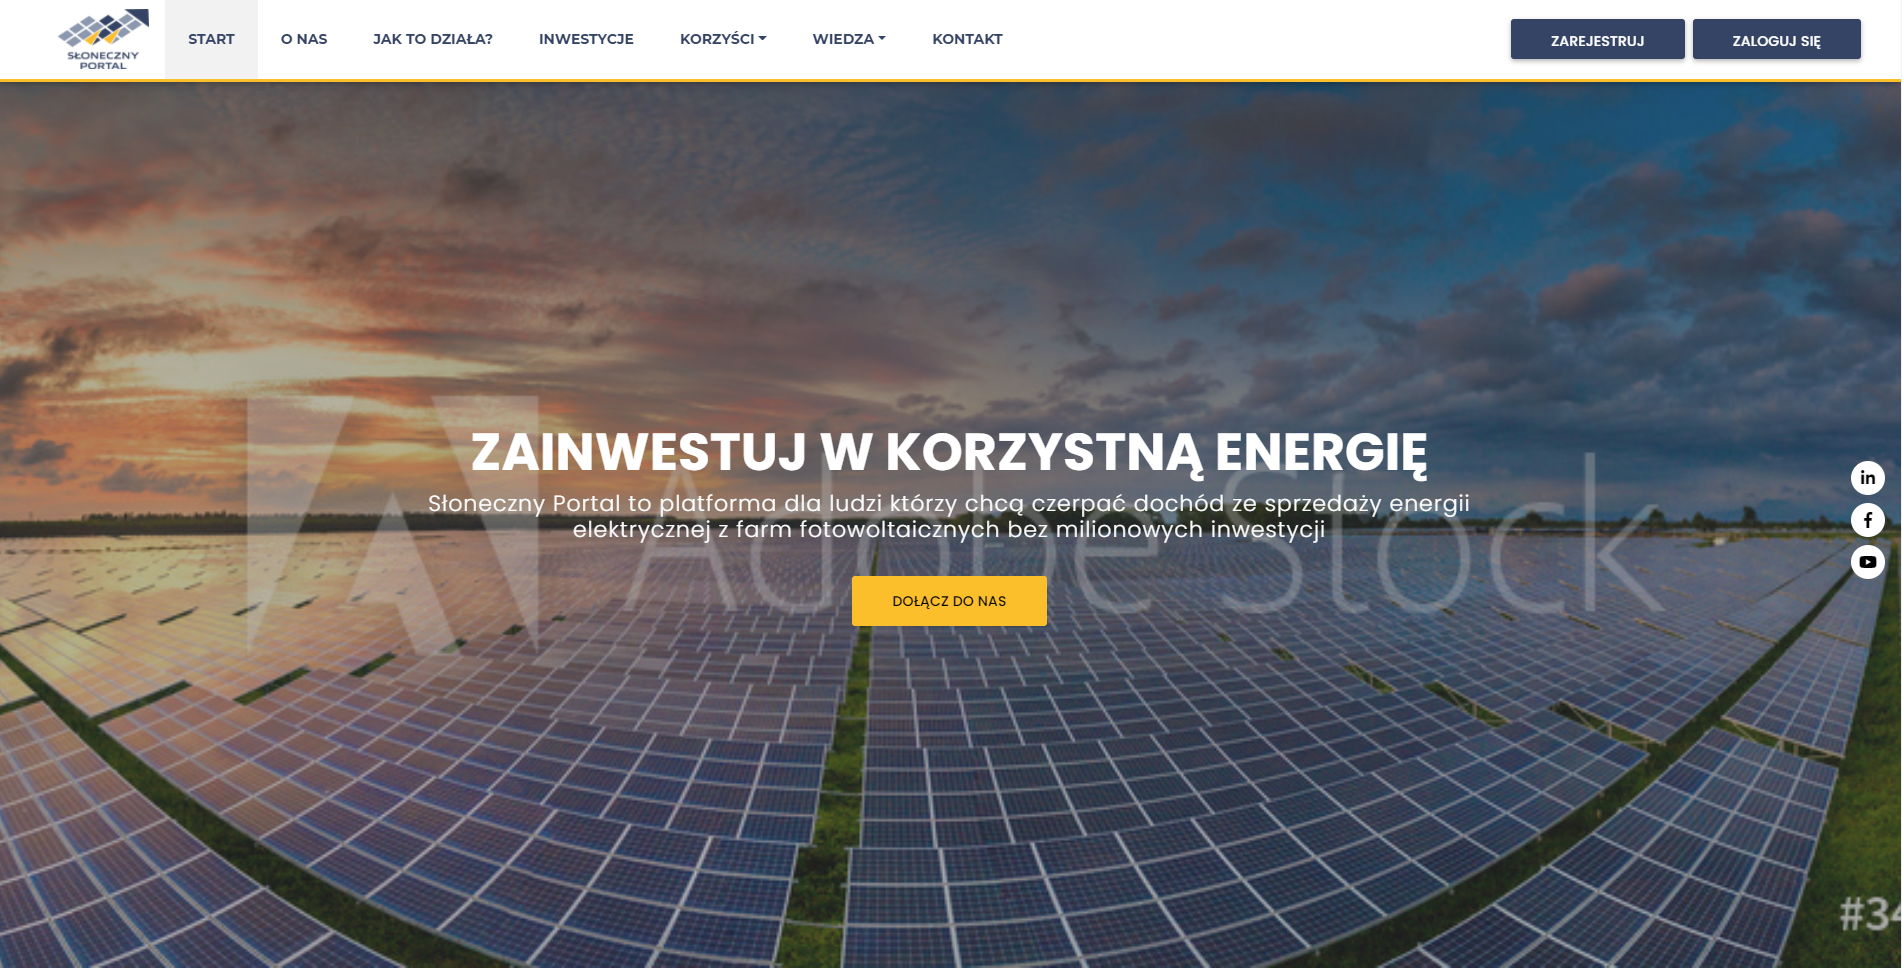 SŁONECZNY
PORTAL
START
O NAS
JAK TO DZIAŁA?
INWESTYCJE
KORZYŚCI
WIEDZA
KONTAKT
ZAREJESTRUJ
ZALOGUJ SIĘ
ZAINWESTUJ W KORZYSTNĄ ENERGIĘ
Słoneczny Portal to platforma dla ludzi którzy chcą czerpać dochód ze sprzedaży energii
elektrycznej z farm fotowoltaicznych bez milionowych inwestycji
Adobe Stock
DOŁĄCZ DO NAS
in
f
#34